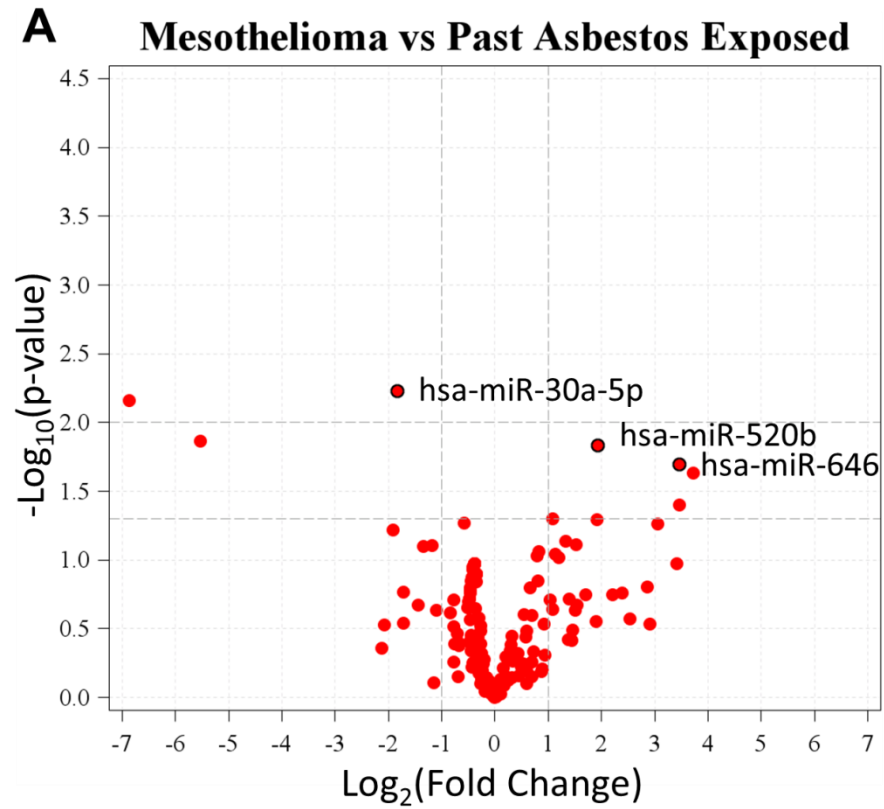 A
Mesothelioma vs Past Asbestos Exposed
4.5
4.0
3.5
3.0
2.5
2.0
1.5
1.0
0.5
0.0
-Log₁₀(p-value)
hsa-miR-30a-5p
hsa-miR-520b
hsa-miR-646
-7 -6 -5 -4 -3 -2 -1 0 1 2 3 4 5 6 7
Log₂(Fold Change)